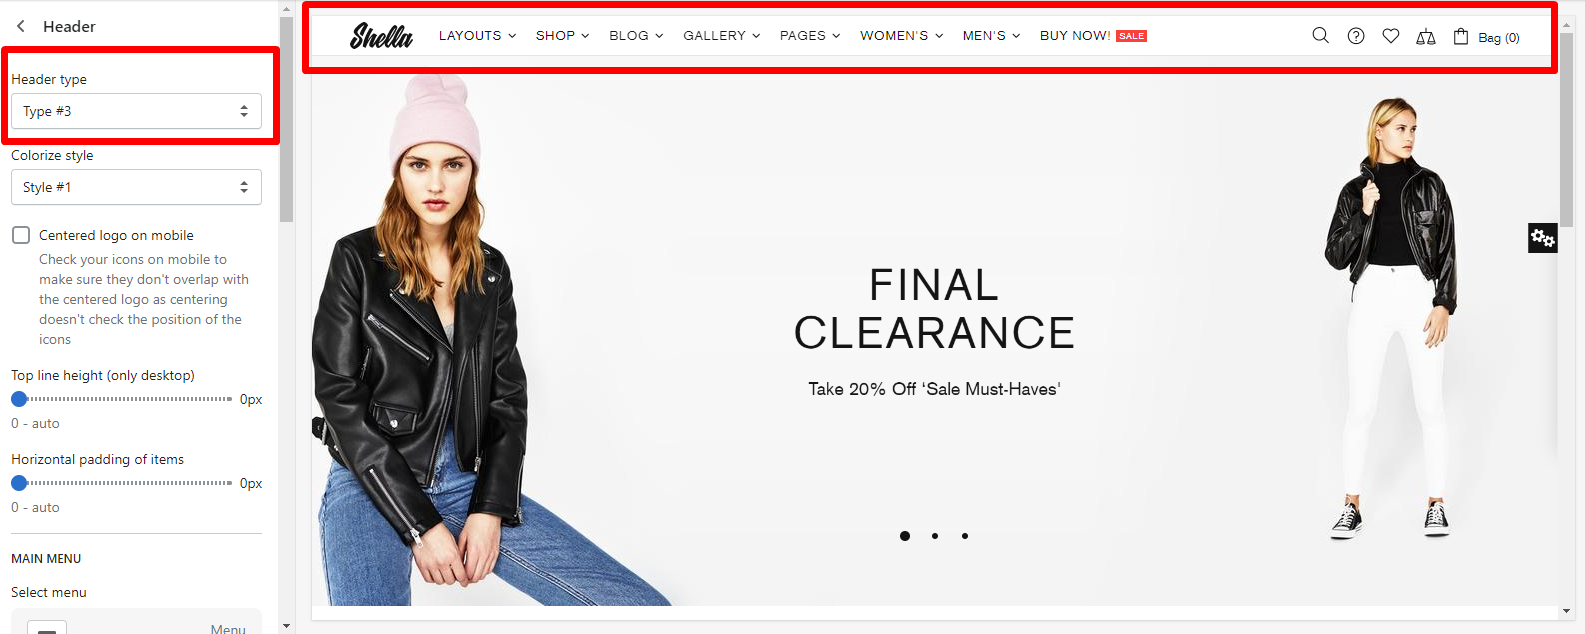 Header
Header type
Type #3
Colorize style
Style #1
Centered logo on mobile
Check your icons on mobile to
make sure they don't overlap with
the centered logo as centering
doesn't check the position of the
icons
Top line height (only desktop)
0px
0 - auto
Horizontal padding of items
0px
0 - auto
MAIN MENU
Select menu
Menu
Shella
LAYOUTS SHOP BLOG GALLERY PAGES WOMEN'S MEN'S BUY NOW! SALE
Bag (0)
FINAL
CLEARANCE
Take 20% Off ‘Sale Must-Haves'